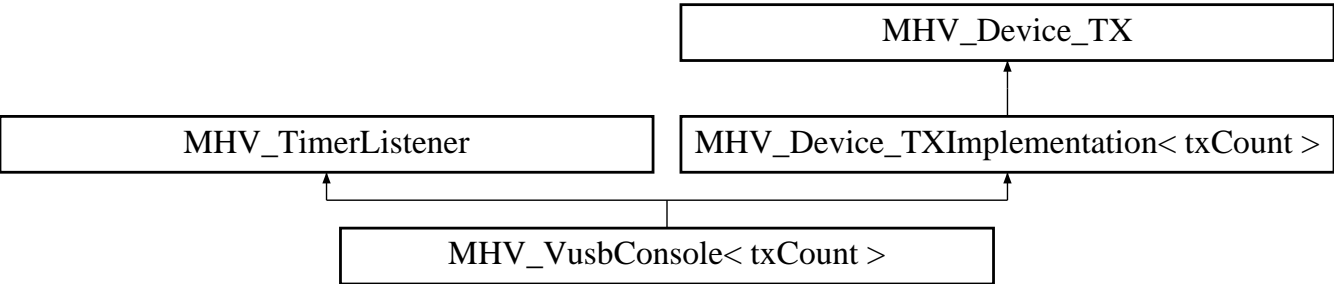 MHV_Device_TX
MHV_TimerListener
MHV_Device_TXImplementation< txCount >
MHV_VusbConsole< txCount >